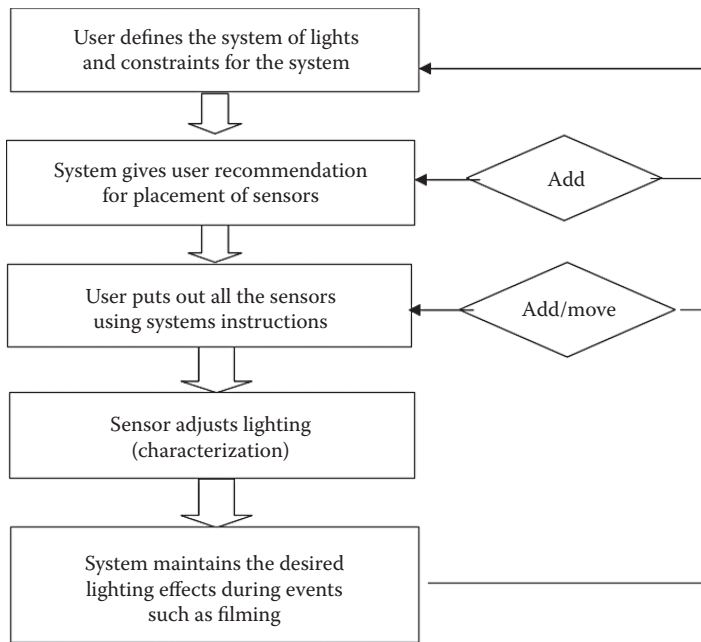 User defines the system of lights
and constraints for the system
System gives user recommendation
for placement of sensors
Add
User puts out all the sensors
using systems instructions
Add/move
Sensor adjusts lighting
(characterization)
System maintains the desired
lighting effects during events
such as filming